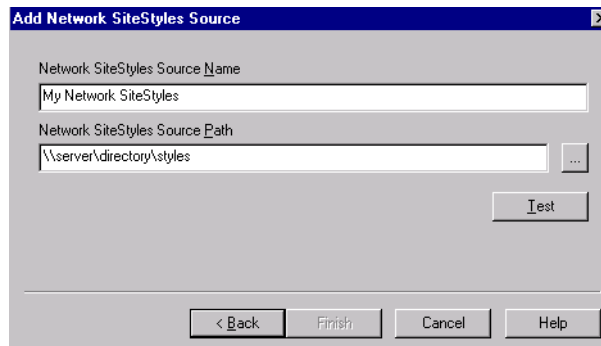 Add Network SiteStyles Source
Network SiteStyles Source Name
My Network SiteStyles
Network SiteStyles Source Path
\\server\directory\styles
...
Test
< Back Finish Cancel Help